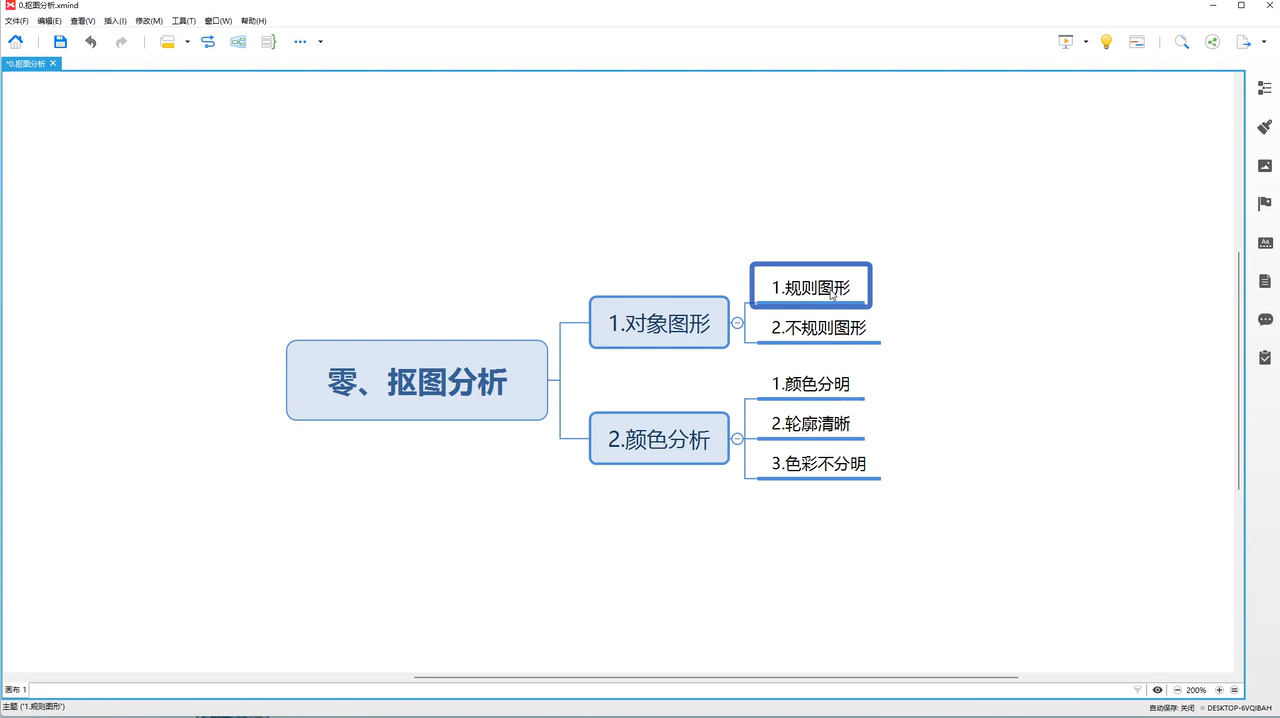 0.抠图分析.xmind
文件(F) 编辑(E) 查看(V) 插入(I) 修改(M) 工具(T) 窗口(W) 帮助(H)
*0.抠图分析
Aa
1.规则图形
1.对象图形
2.不规则图形
零、抠图分析
1.颜色分明
2.轮廓清晰
2.颜色分析
3.色彩不分明
画布 1
200%
主题 ('1.规则图形')
自动保存: 关闭 DESKTOP-6VQIBAH